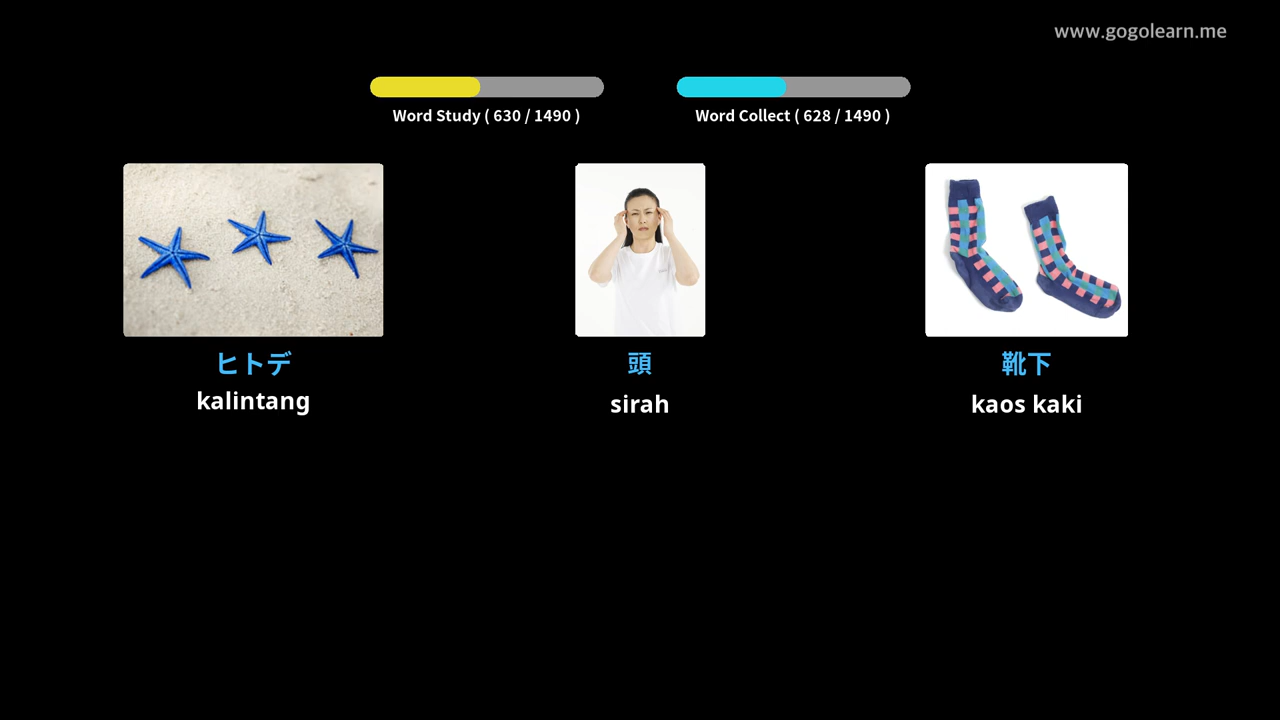 www.gogolearn.me
Word Study ( 630 / 1490 )
Word Collect ( 628 / 1490 )
ヒトデ
kalintang
頭
sirah
靴下
kaos kaki